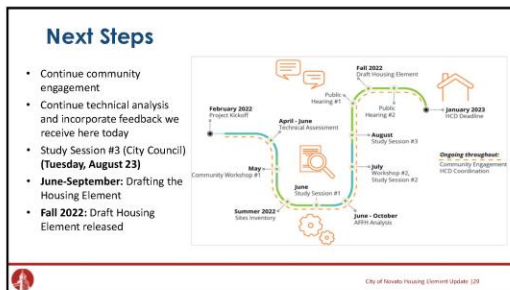 Next Steps
• Continue community
engagement
• Continue technical analysis
and incorporate feedback we
receive here today
• Study Session #3 (City Council)
(Tuesday, August 23)
• June-September: Drafting the
Housing Element
• Fall 2022: Draft Housing
Element released
February 2022
Project Kickoff
April - June
Technical Assessment
May
Community Workshop #1
Summer 2022
Sites Inventory
June
Study Session #1
June - October
AFFH Analysis
July
Workshop #2,
Study Session #2
August
Study Session #3
Public
Hearing #1
Fall 2022
Draft Housing Element
Public
Hearing #2
January 2023
HCD Deadline
Ongoing throughout:
Community Engagement
HCD Coordination
City of Novato Housing Element Update |29